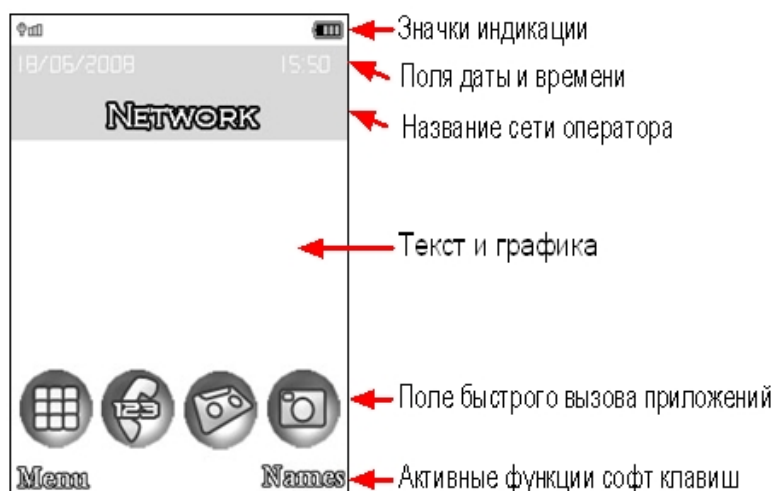 Значки индикации
18/06/2008 15:50
Поля даты и времени
NETWORK
Название сети оператора
Текст и графика
123
Поле быстрого вызова приложений
Menu Names
Активные функции софт клавиш